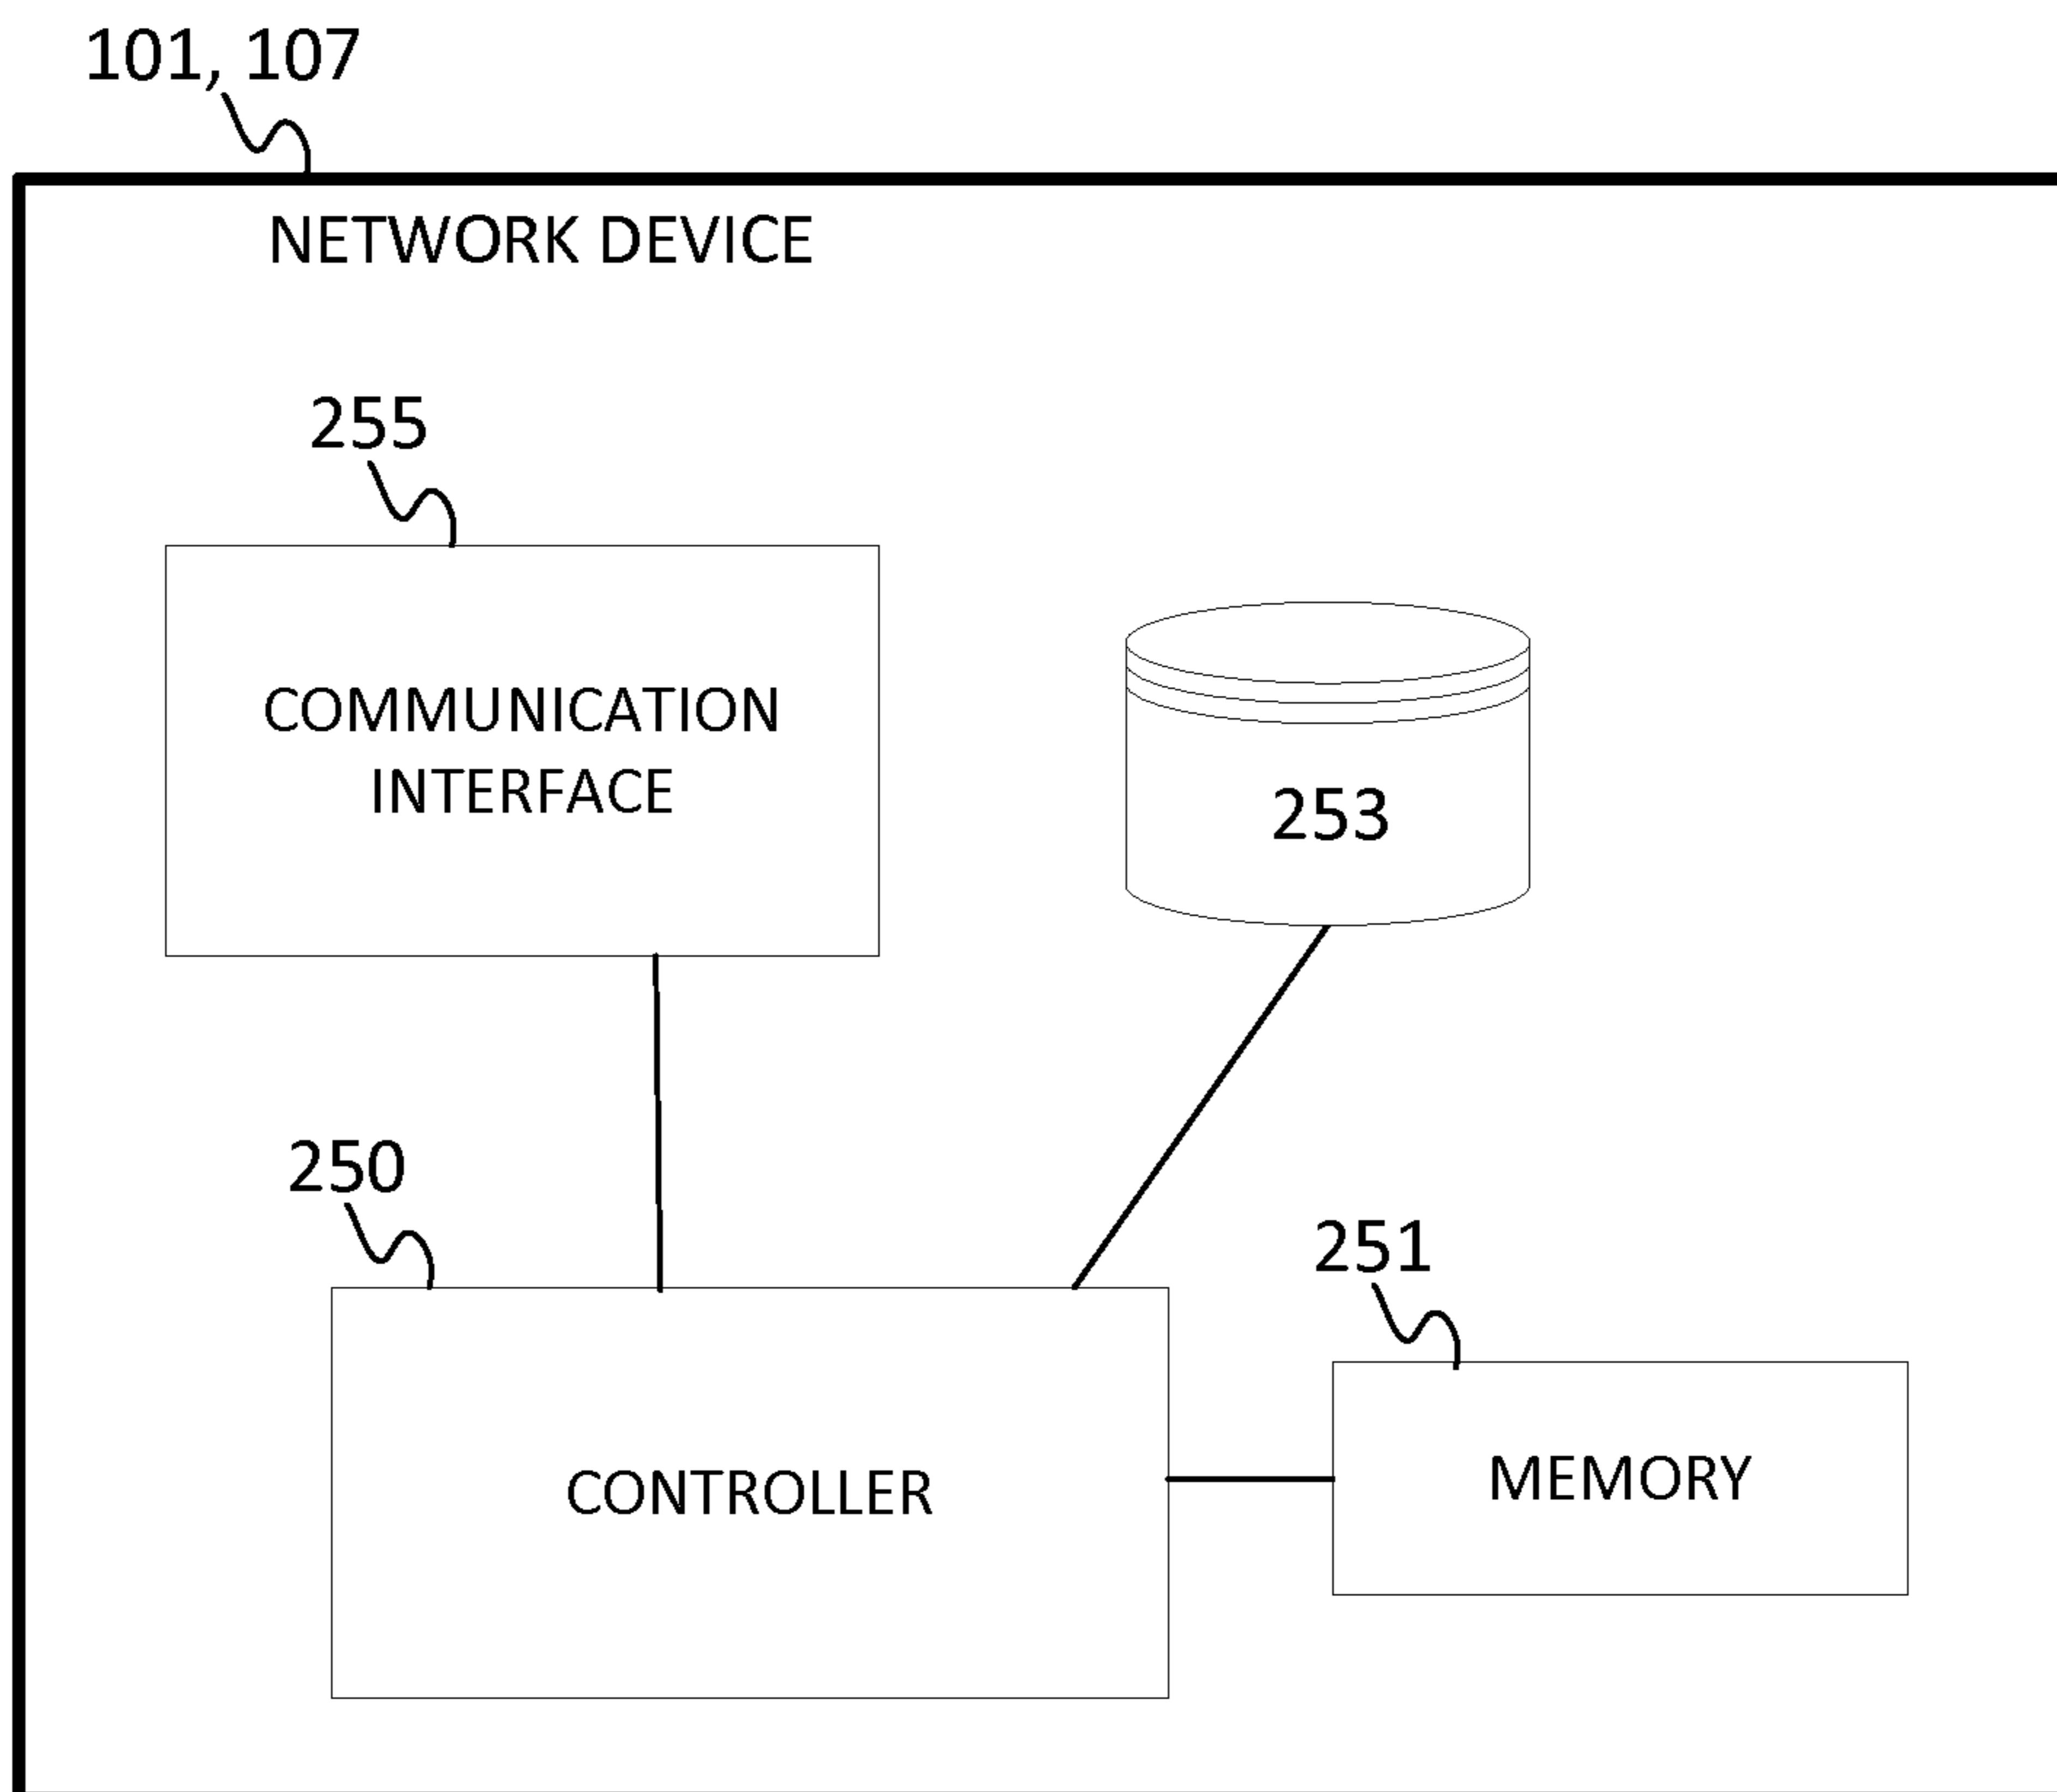 101, 107
NETWORK DEVICE
255
COMMUNICATION
INTERFACE
253
250
251
CONTROLLER
MEMORY